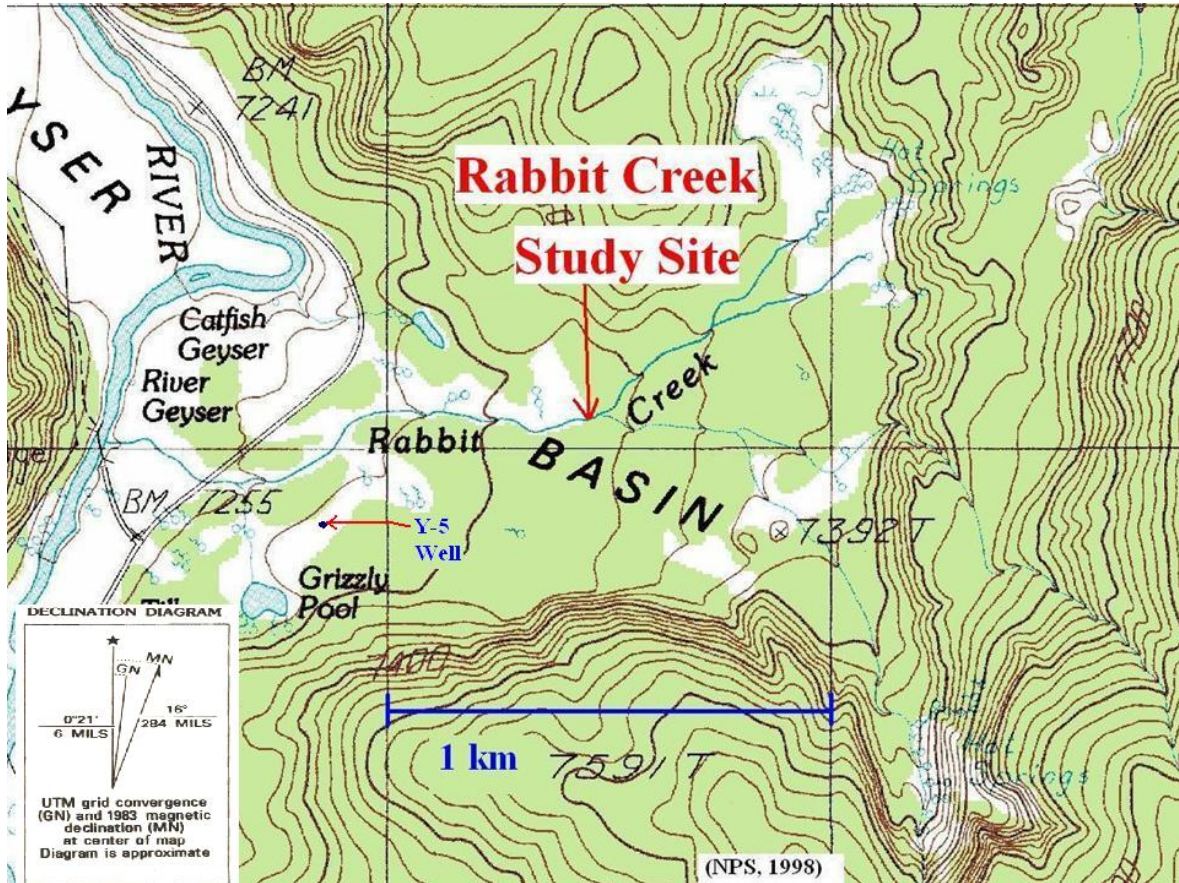 BM
7241
YSER
RIVER
Rabbit Creek
Study Site
Hot
Springs
Catfish
Geyser
River
Geyser
Rabbit
Creek
BASIN
BM 7255
Y-5
Well
7392 T
Grizzly
Pool
7400
1 km
7591 T
Hot
Springs
DECLINATION DIAGRAM
GN
MN
0°21'
6 MILS
16°
284 MILS
UTM grid convergence
(GN) and 1983 magnetic
declination (MN)
at center of map
Diagram is approximate
(NPS, 1998)